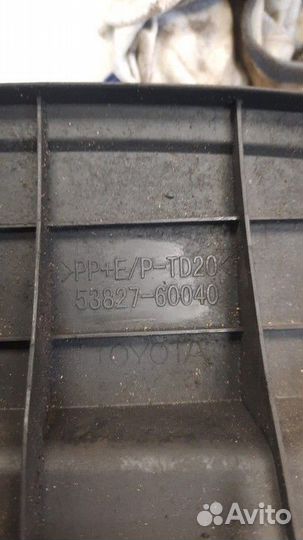 >PP+E/P-TD20<
53827-60040
TOYOTA
Avito